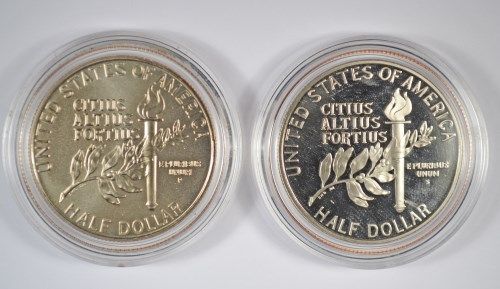 UNITED STATES OF AMERICA
CITIUS
ALTIUS
FORTIUS
E PLURIBUS
UNUM
P
HALF DOLLAR
UNITED STATES OF AMERICA
CITIUS
ALTIUS
FORTIUS
E PLURIBUS
UNUM
S
HALF DOLLAR